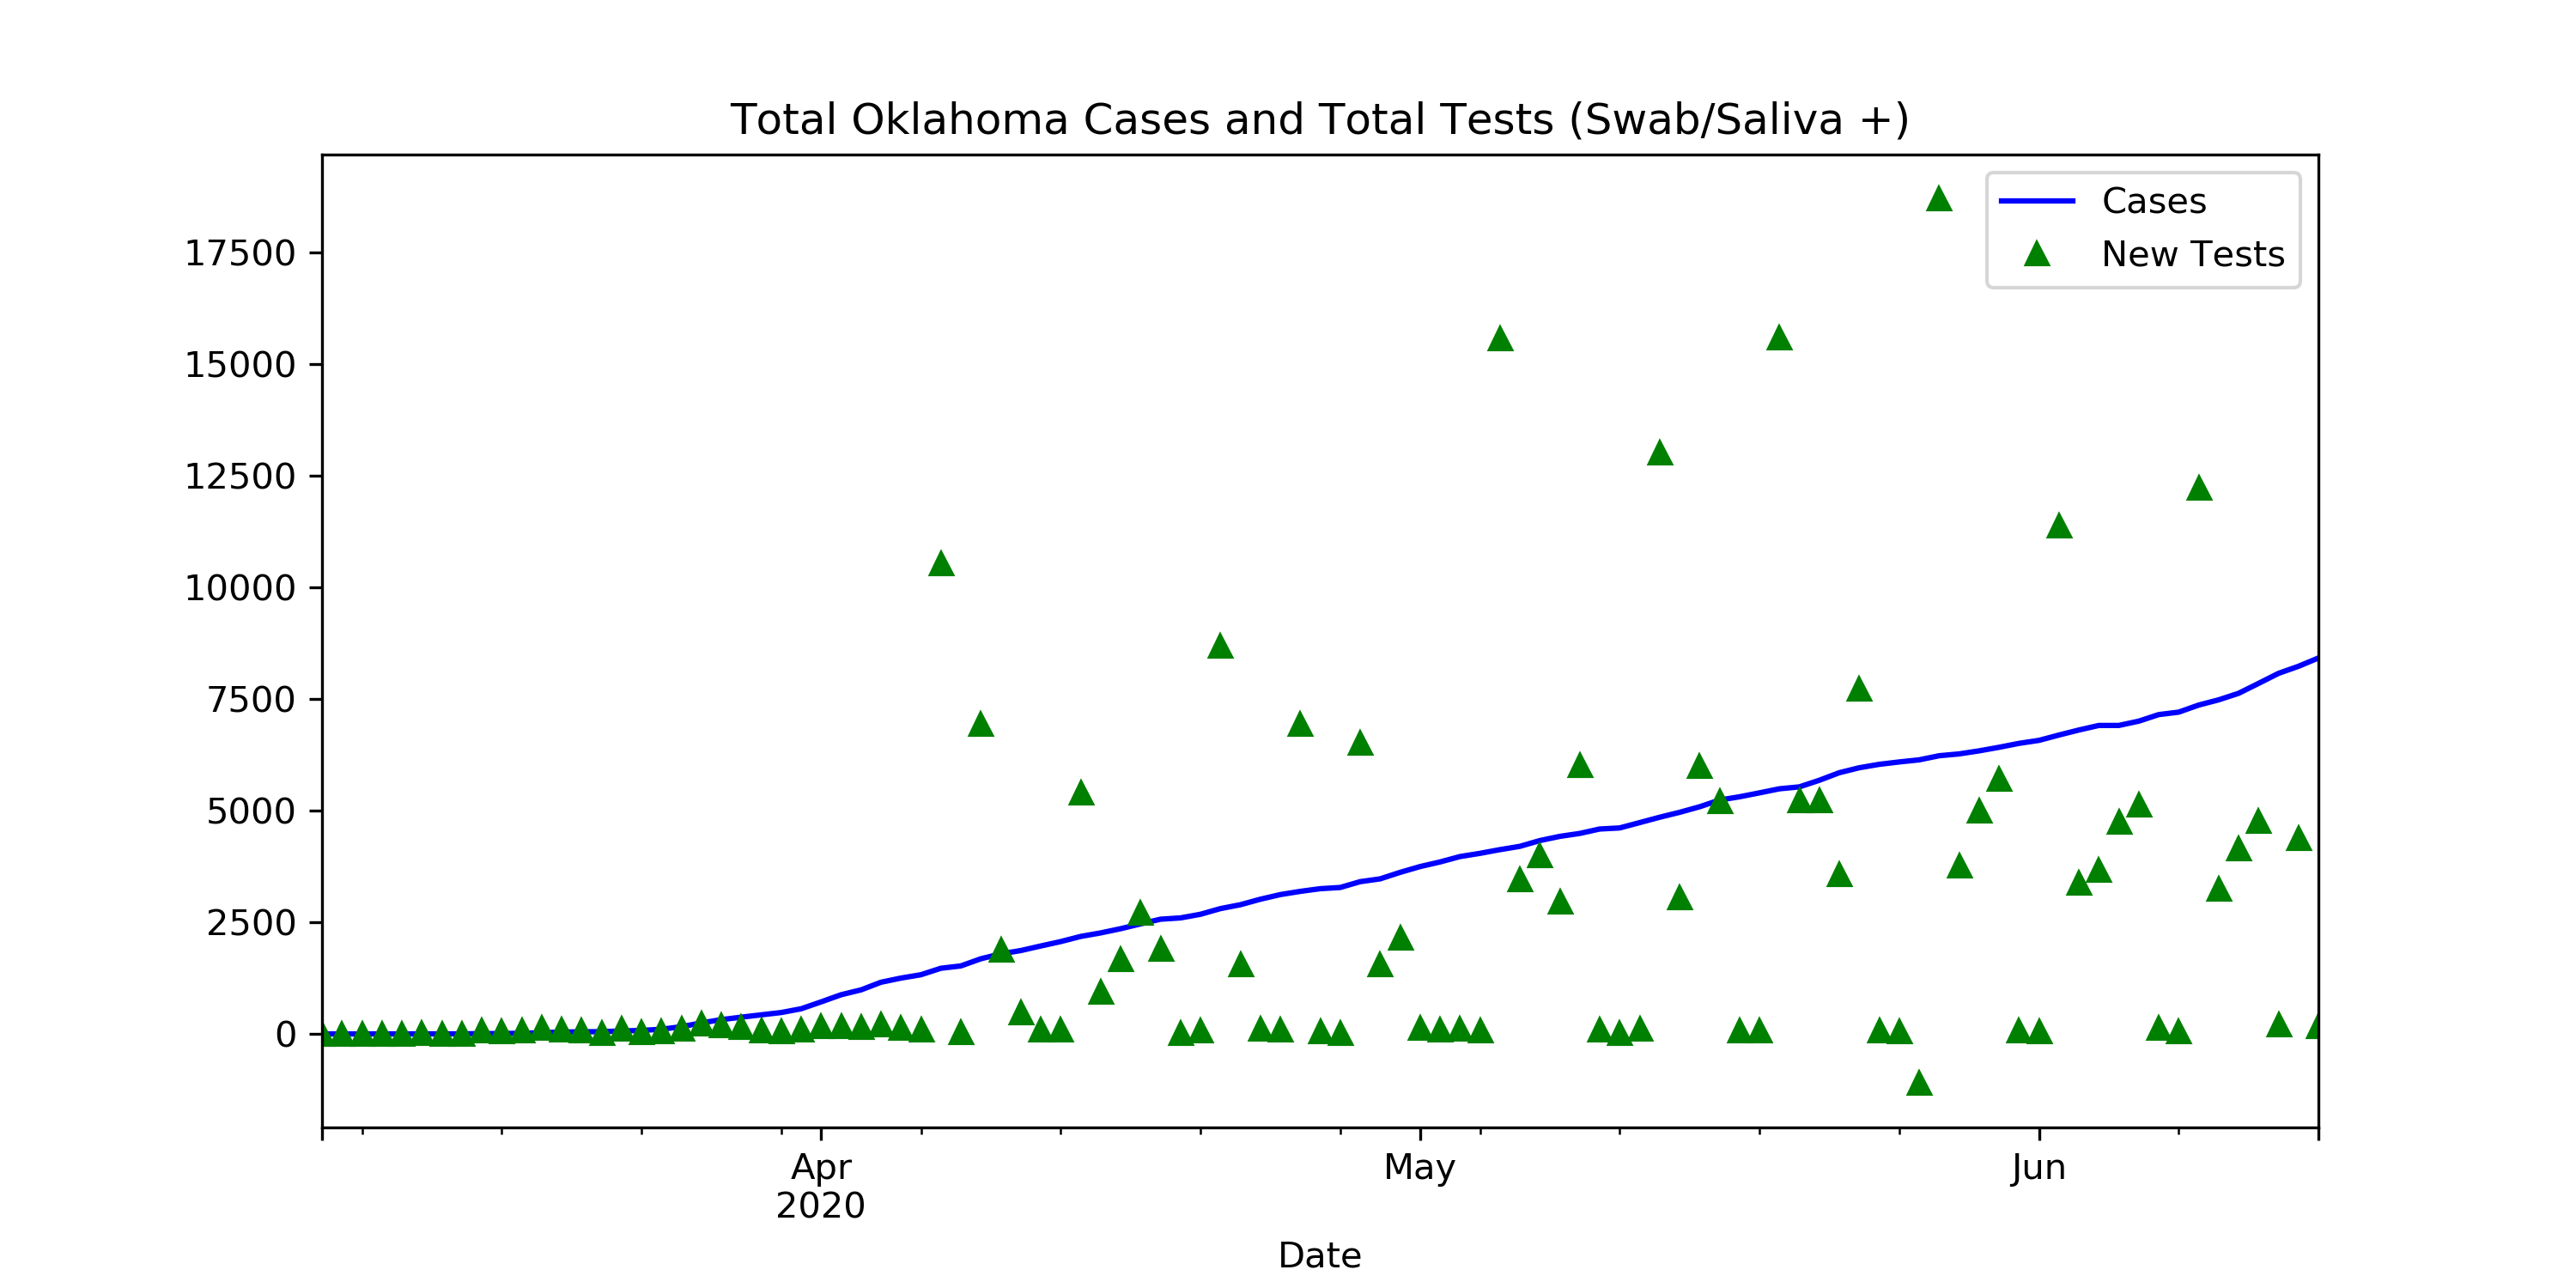 Total Oklahoma Cases and Total Tests (Swab/Saliva +)
Cases
New Tests
17500
15000
12500
10000
7500
5000
2500
0
Apr
2020
May
Jun
Date